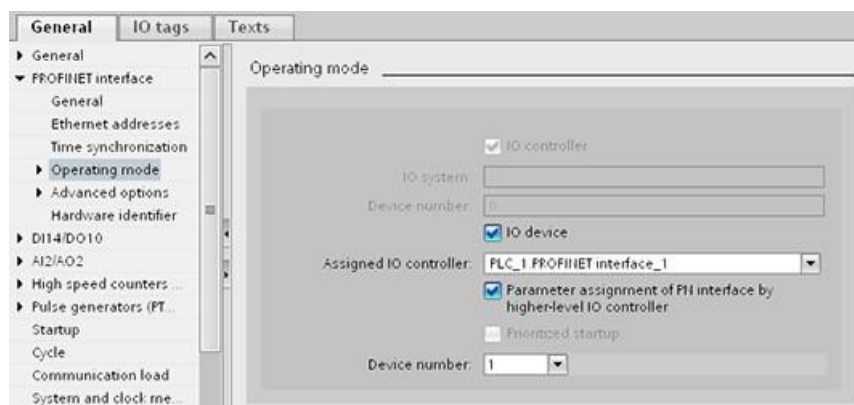 General IO tags Texts
General
PROFINET interface
General
Ethernet addresses
Time synchronization
Operating mode
Advanced options
Hardware identifier
DI14/DO10
AI2/AO2
High speed counters ...
Pulse generators (PT...
Startup
Cycle
Communication load
System and clock me...
Operating mode
IO controller
IO system:
Device number: 0
IO device
Assigned IO controller: PLC_1.PROFINET interface_1
Parameter assignment of PN interface by
higher-level IO controller
Prioritized startup
Device number: 1